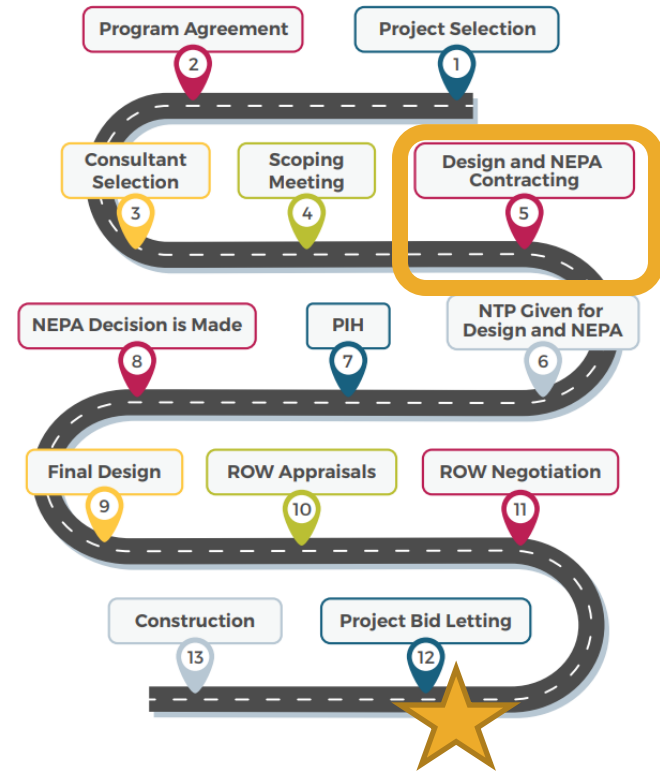 Project Selection
1
Program Agreement
2
Consultant
Selection
3
Scoping
Meeting
4
Design and NEPA
Contracting
5
NTP Given for
Design and NEPA
6
PIH
7
NEPA Decision is Made
8
Final Design
9
ROW Appraisals
10
ROW Negotiation
11
Project Bid Letting
12
Construction
13